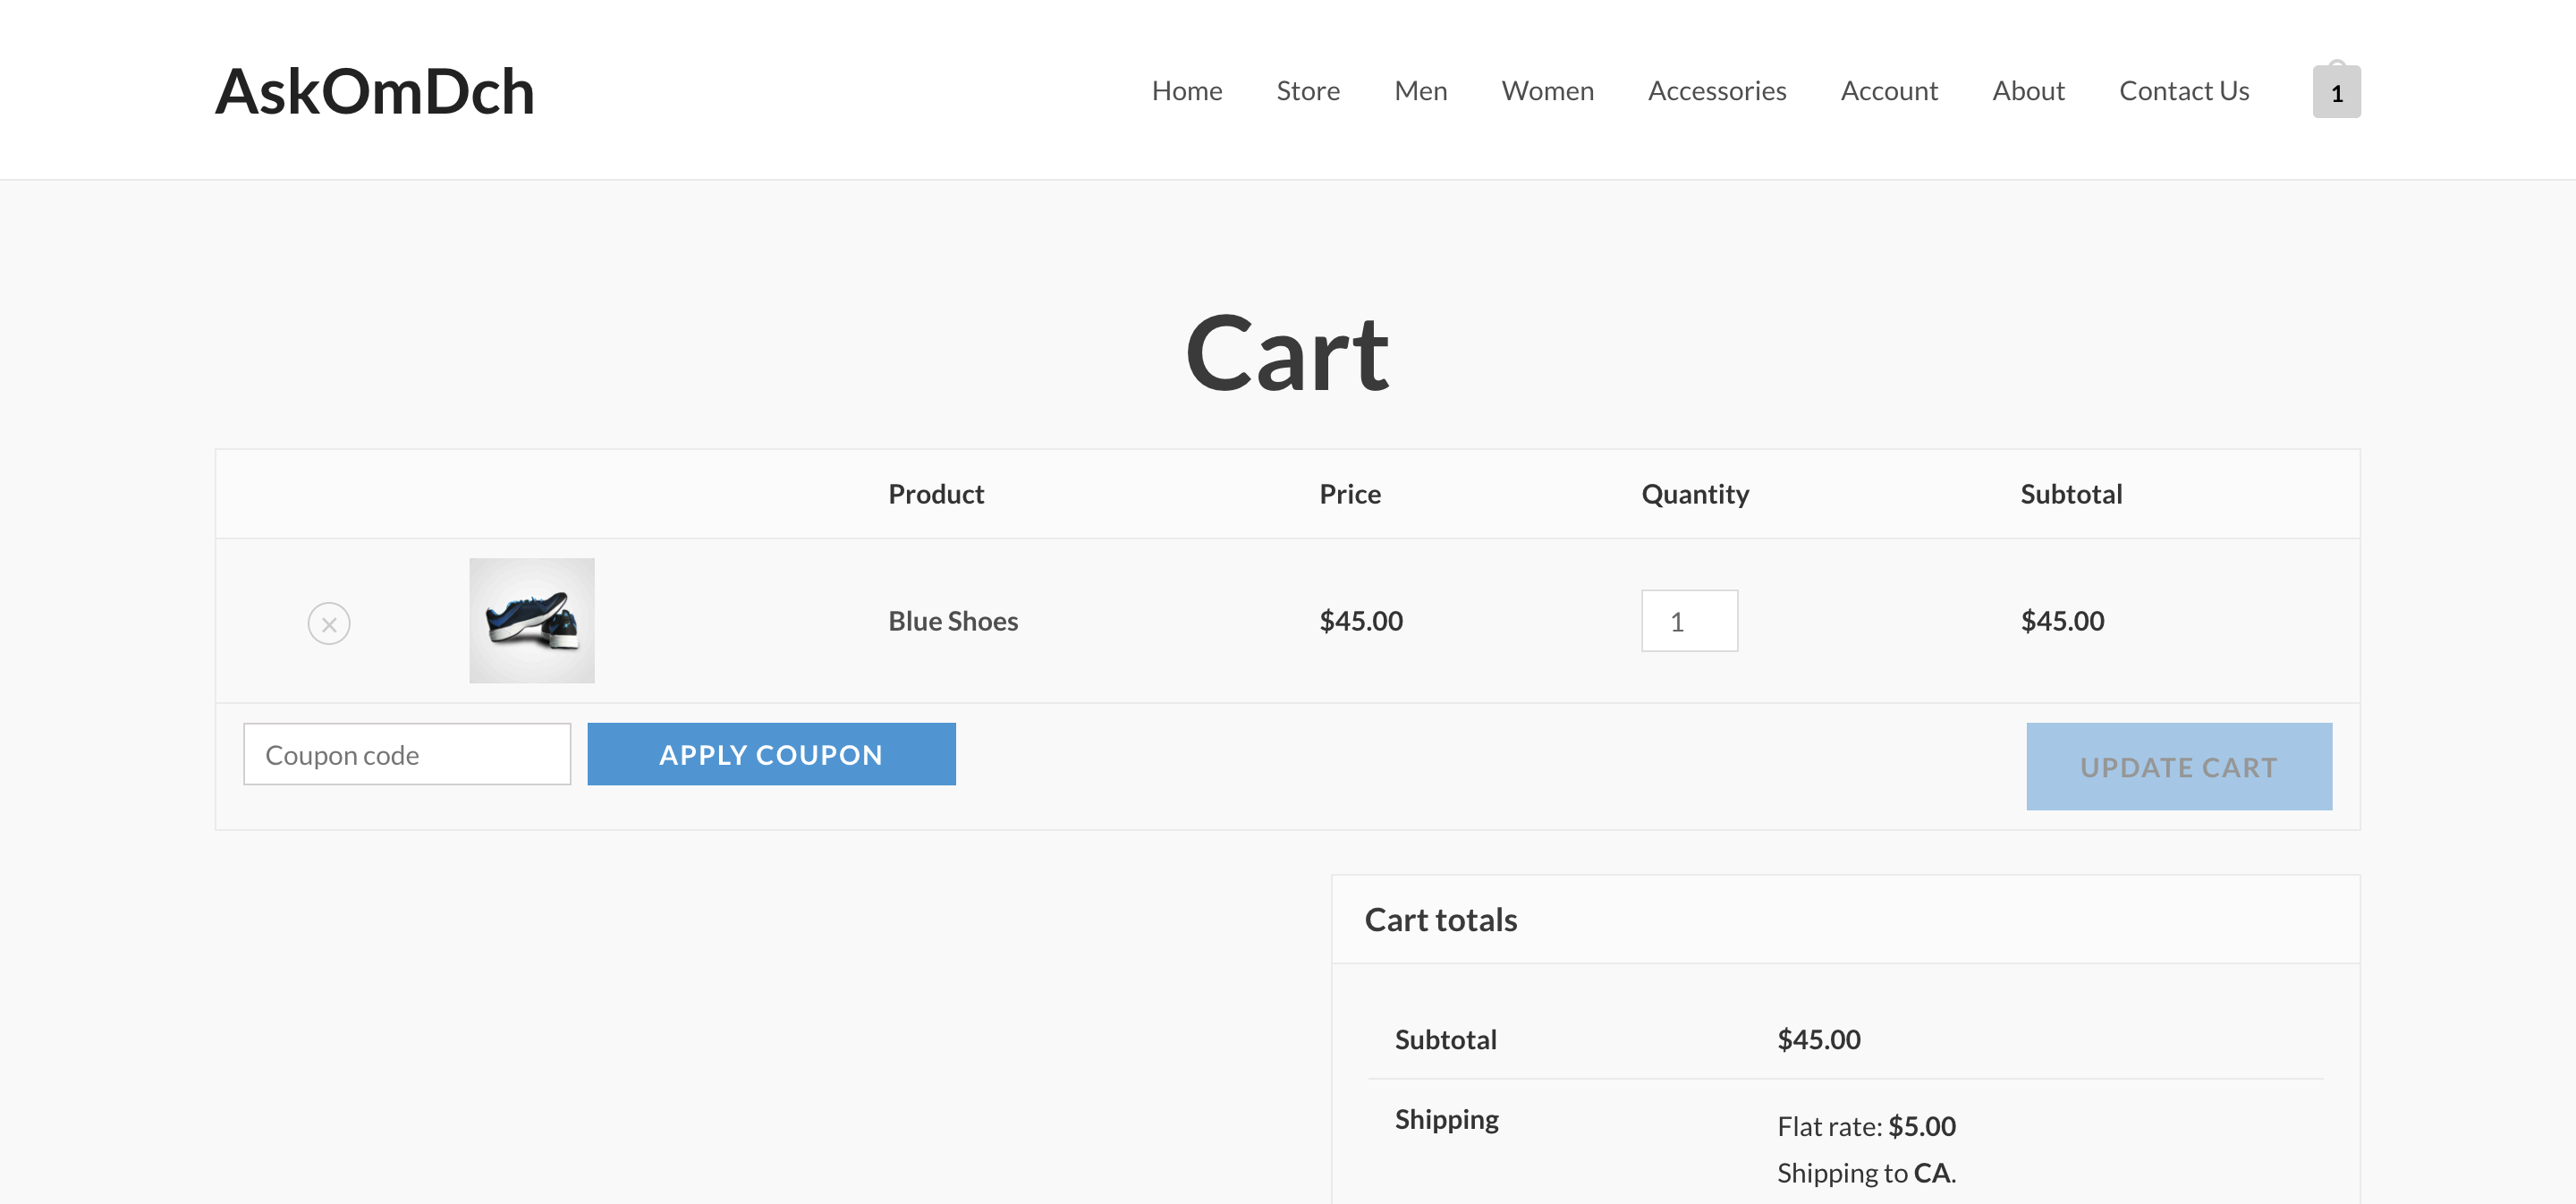 AskOmDch
Home Store Men Women Accessories Account About Contact Us 1
Cart
Product Price Quantity Subtotal
× Blue Shoes $45.00 1 $45.00
Coupon code APPLY COUPON UPDATE CART
Cart totals
Subtotal $45.00
Shipping Flat rate: $5.00
Shipping to CA.